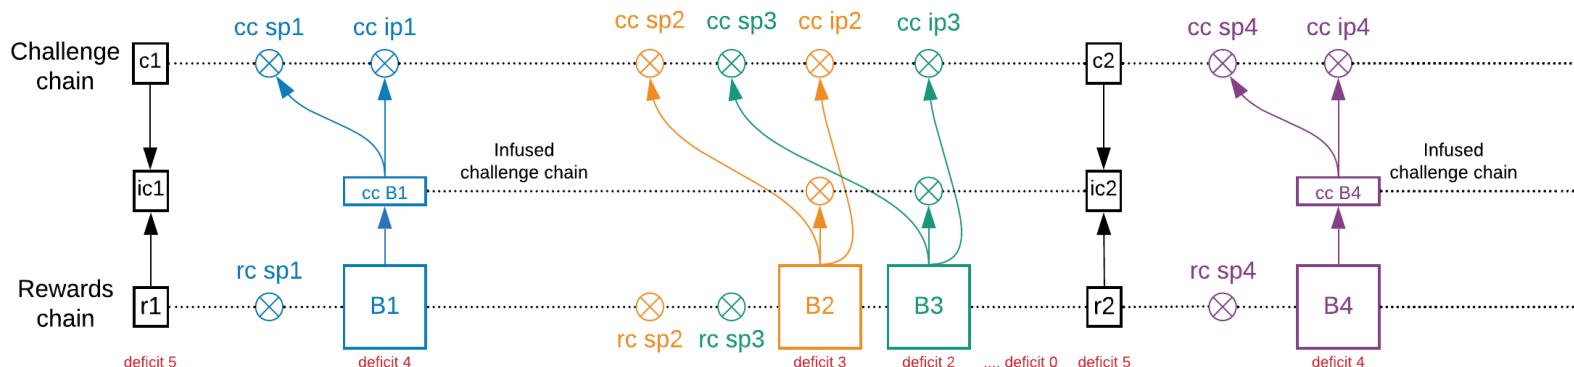 cc sp1
cc ip1
cc sp2
cc sp3
cc ip2
cc ip3
cc sp4
cc ip4
Challenge
chain
c1
c2
Infused
challenge chain
Infused
challenge chain
ic1
cc B1
ic2
cc B4
rc sp1
rc sp4
Rewards
chain
r1
B1
B2
B3
r2
B4
rc sp2
rc sp3
deficit 5
deficit 4
deficit 3
deficit 2
.... deficit 0
deficit 5
deficit 4